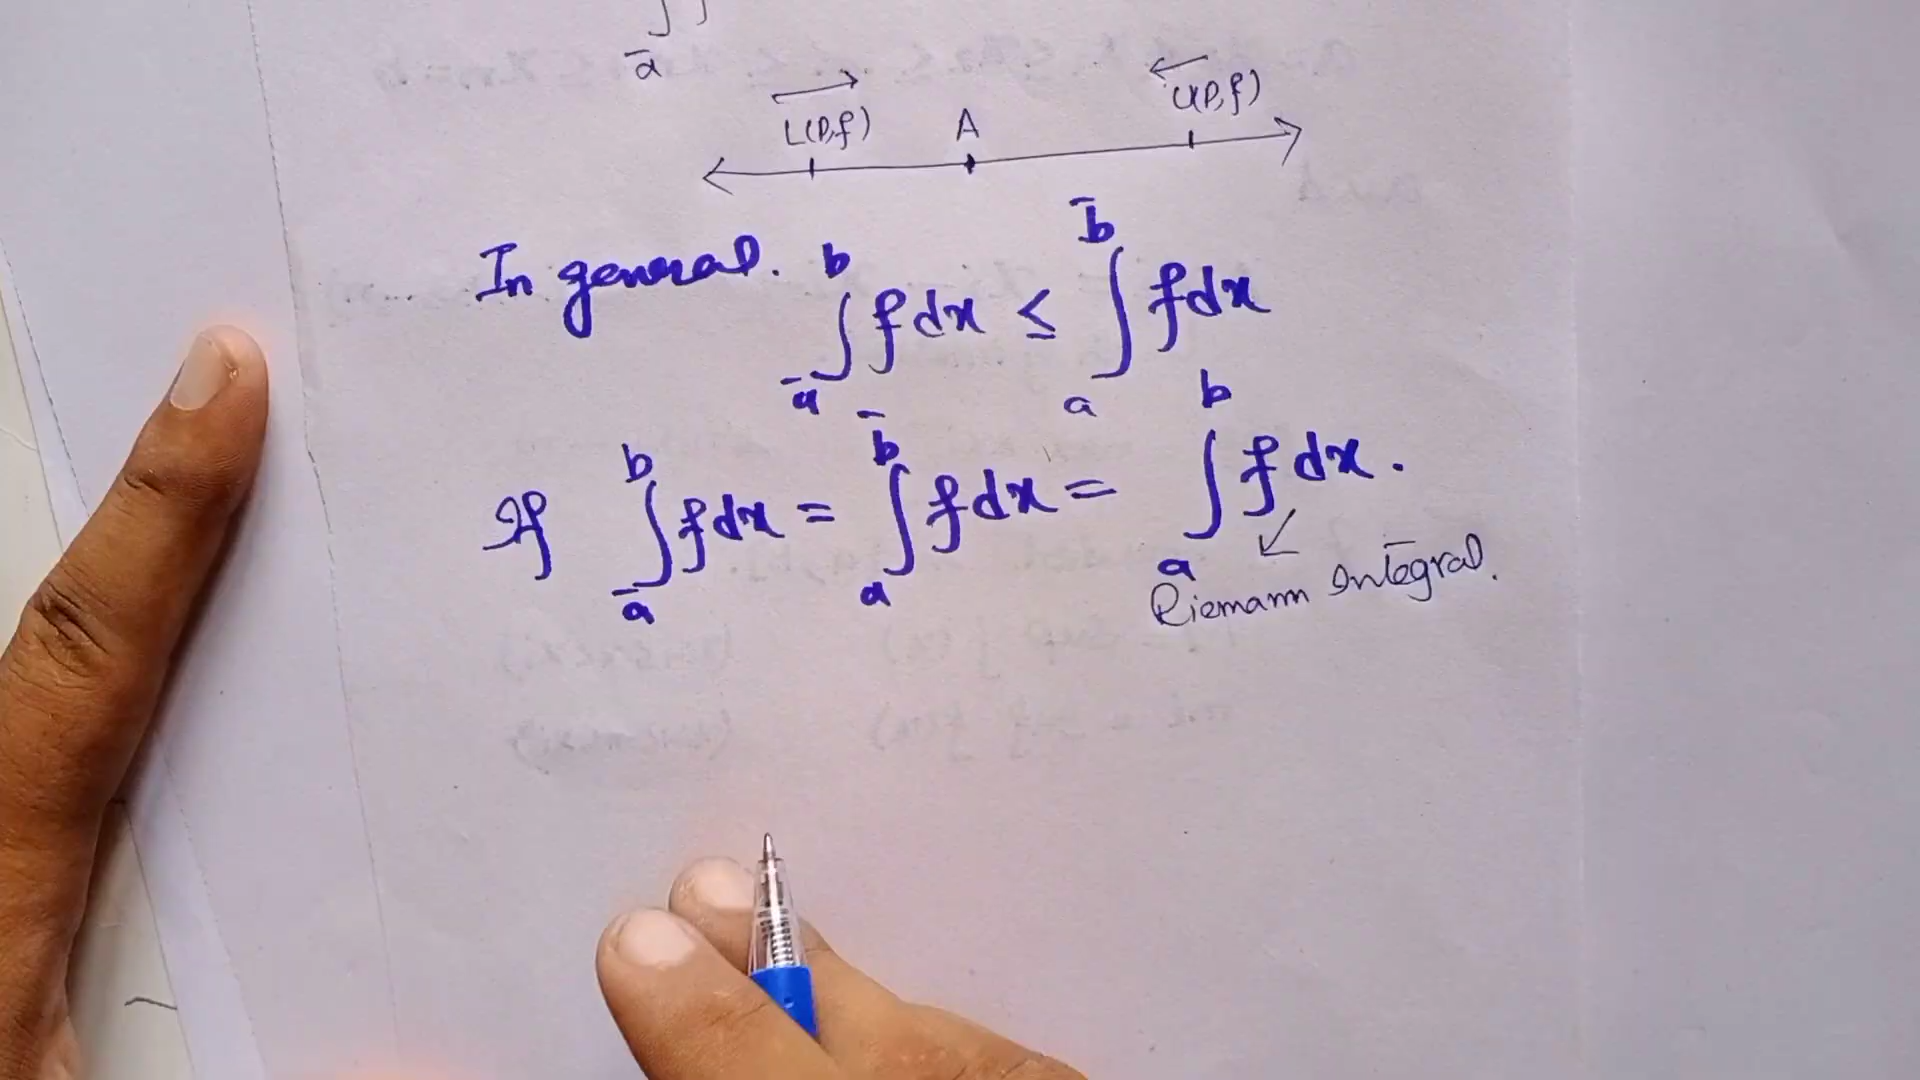 ∫ a̅
L(P,f) A U(P,f)
In general. ∫_a̅^b f dx ≤ ∫_a^b̅ f dx
If ∫_a̅^b f dx = ∫_a^b̅ f dx = ∫_a^b f dx.
Riemann Integral.